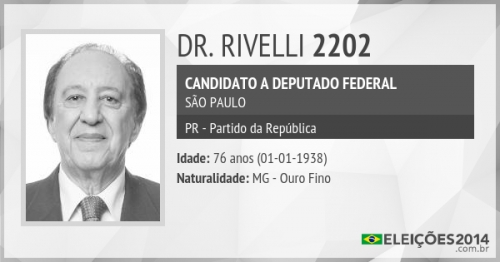 DR. RIVELLI 2202
CANDIDATO A DEPUTADO FEDERAL
SÃO PAULO
PR - Partido da República
Idade: 76 anos (01-01-1938)
Naturalidade: MG - Ouro Fino
ELEIÇÕES2014
.com.br